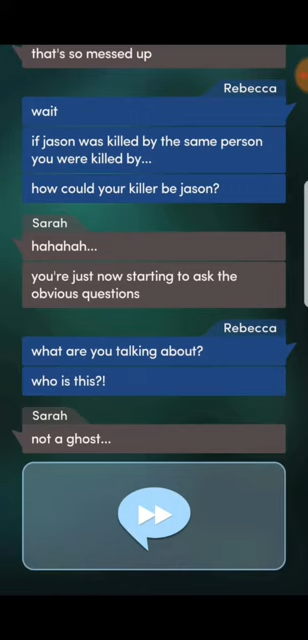 that's so messed up
Rebecca
wait
if jason was killed by the same person
you were killed by...
how could your killer be jason?
Sarah
hahahah...
you're just now starting to ask the
obvious questions
Rebecca
what are you talking about?
who is this?!
Sarah
not a ghost...